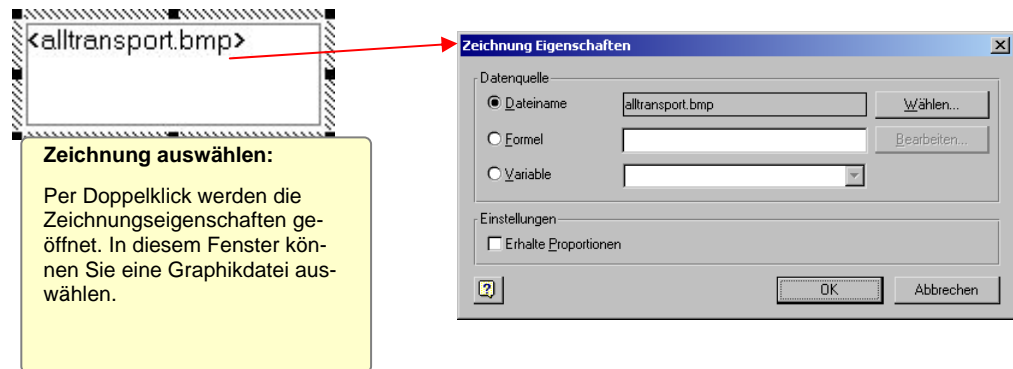 <alltransport.bmp>
Zeichnung auswählen:
Per Doppelklick werden die
Zeichnungseigenschaften ge-
öffnet. In diesem Fenster kön-
nen Sie eine Graphikdatei aus-
wählen.
Zeichnung Eigenschaften
Datenquelle
Dateiname alltransport.bmp Wählen...
Formel Bearbeiten...
Variable
Einstellungen
Erhalte Proportionen
OK Abbrechen